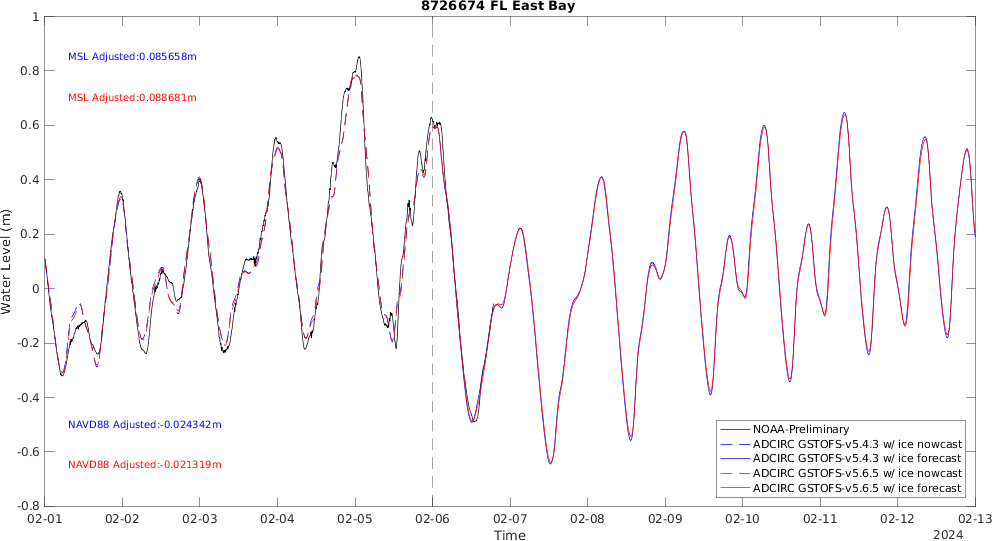 8726674 FL East Bay
1
0.8
0.6
0.4
0.2
0
-0.2
-0.4
-0.6
-0.8
Water Level (m)
MSL Adjusted:0.085658m
MSL Adjusted:0.088681m
NAVD88 Adjusted:-0.024342m
NAVD88 Adjusted:-0.021319m
NOAA-Preliminary
ADCIRC GSTOFS-v5.4.3 w/ ice nowcast
ADCIRC GSTOFS-v5.4.3 w/ ice forecast
ADCIRC GSTOFS-v5.6.5 w/ ice nowcast
ADCIRC GSTOFS-v5.6.5 w/ ice forecast
02-01 02-02 02-03 02-04 02-05 02-06 02-07 02-08 02-09 02-10 02-11 02-12 02-13
Time
2024